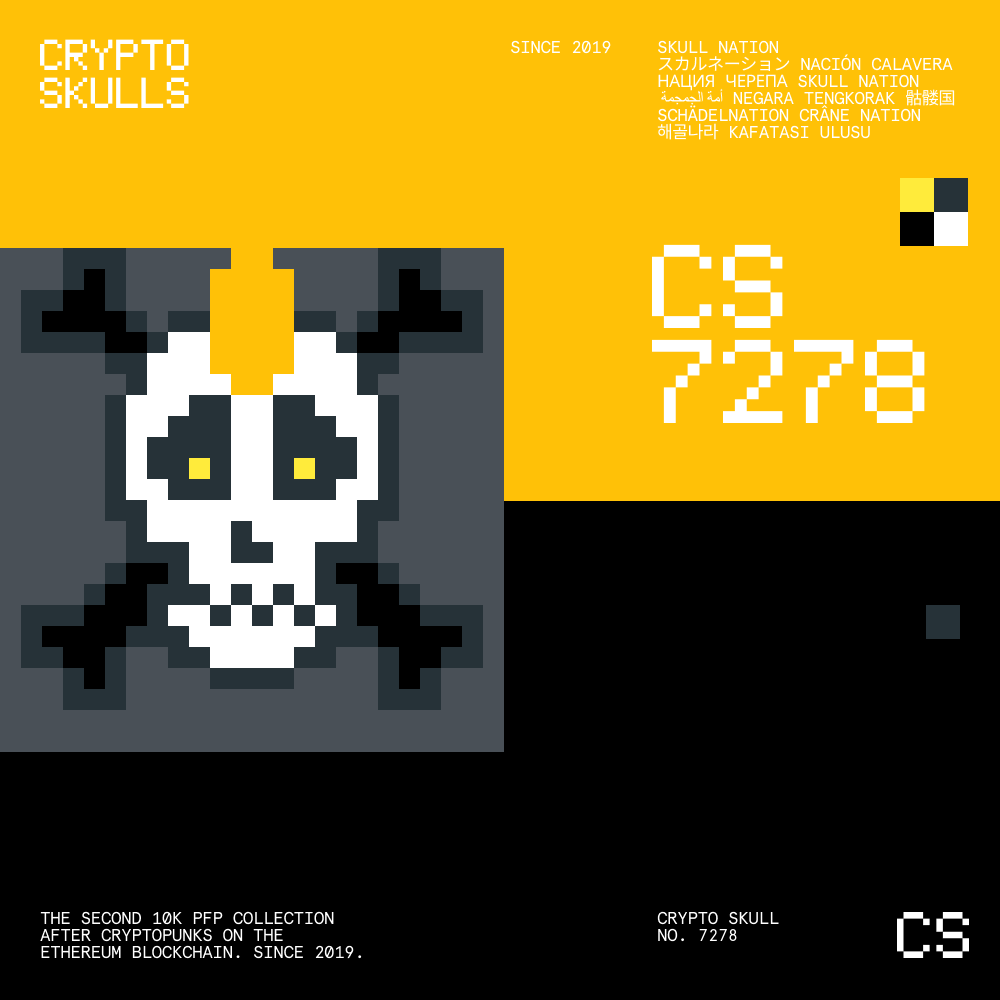 CRYPTO
SKULLS
SINCE 2019
SKULL NATION
スカルネーション NACIÓN CALAVERA
НАЦИЯ ЧЕРЕПА SKULL NATION
أمة الجمجمة NEGARA TENGKORAK 骷髅国
SCHÄDELNATION CRÂNE NATION
해골나라 KAFATASI ULUSU
CS
7278
THE SECOND 10K PFP COLLECTION
AFTER CRYPTOPUNKS ON THE
ETHEREUM BLOCKCHAIN. SINCE 2019.
CRYPTO SKULL
NO. 7278
CS